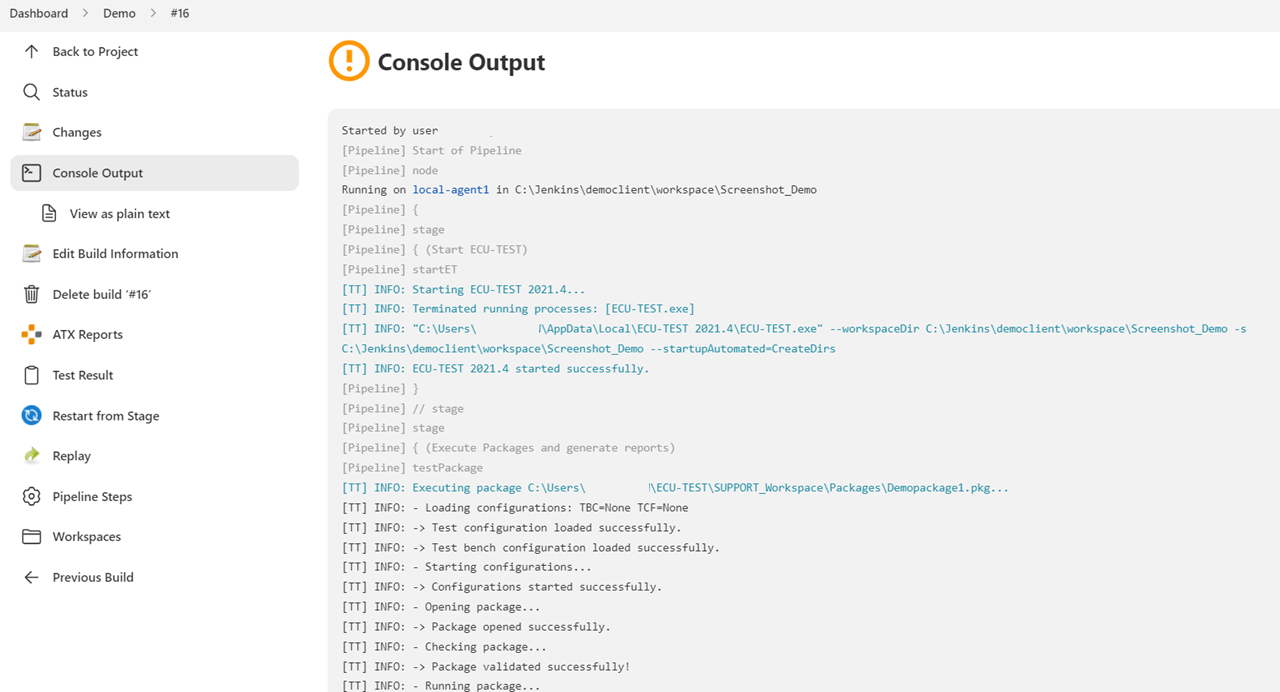 Dashboard > Demo > #16
Back to Project
Status
Changes
Console Output
View as plain text
Edit Build Information
Delete build ‘#16’
ATX Reports
Test Result
Restart from Stage
Replay
Pipeline Steps
Workspaces
Previous Build
Console Output
Started by user
[Pipeline] Start of Pipeline
[Pipeline] node
Running on local-agent1 in C:\Jenkins\democlient\workspace\Screenshot_Demo
[Pipeline] {
[Pipeline] stage
[Pipeline] { (Start ECU-TEST)
[Pipeline] startET
[TT] INFO: Starting ECU-TEST 2021.4...
[TT] INFO: Terminated running processes: [ECU-TEST.exe]
[TT] INFO: "C:\Users\ \AppData\Local\ECU-TEST 2021.4\ECU-TEST.exe" --workspaceDir C:\Jenkins\democlient\workspace\Screenshot_Demo -s
C:\Jenkins\democlient\workspace\Screenshot_Demo --startupAutomated=CreateDirs
[TT] INFO: ECU-TEST 2021.4 started successfully.
[Pipeline] }
[Pipeline] // stage
[Pipeline] stage
[Pipeline] { (Execute Packages and generate reports)
[Pipeline] testPackage
[TT] INFO: Executing package C:\Users\ \ECU-TEST\SUPPORT_Workspace\Packages\Demopackage1.pkg...
[TT] INFO: - Loading configurations: TBC=None TCF=None
[TT] INFO: -> Test configuration loaded successfully.
[TT] INFO: -> Test bench configuration loaded successfully.
[TT] INFO: - Starting configurations...
[TT] INFO: -> Configurations started successfully.
[TT] INFO: - Opening package...
[TT] INFO: -> Package opened successfully.
[TT] INFO: - Checking package...
[TT] INFO: -> Package validated successfully!
[TT] INFO: - Running package...